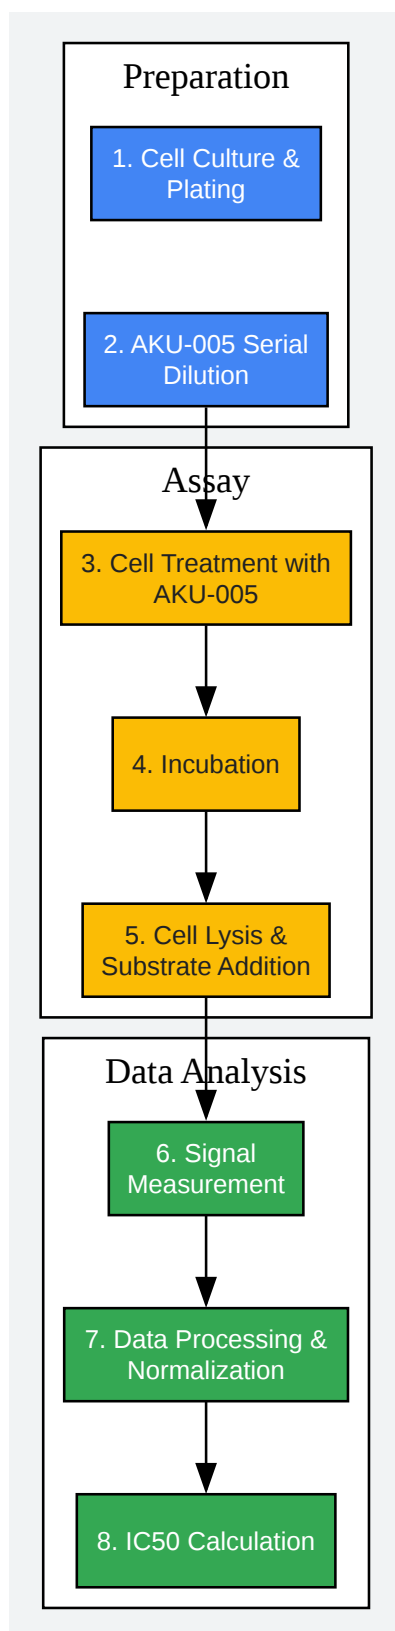 Preparation
1. Cell Culture &
Plating
2. AKU-005 Serial
Dilution
Assay
3. Cell Treatment with
AKU-005
4. Incubation
5. Cell Lysis &
Substrate Addition
Data Analysis
6. Signal
Measurement
7. Data Processing &
Normalization
8. IC50 Calculation